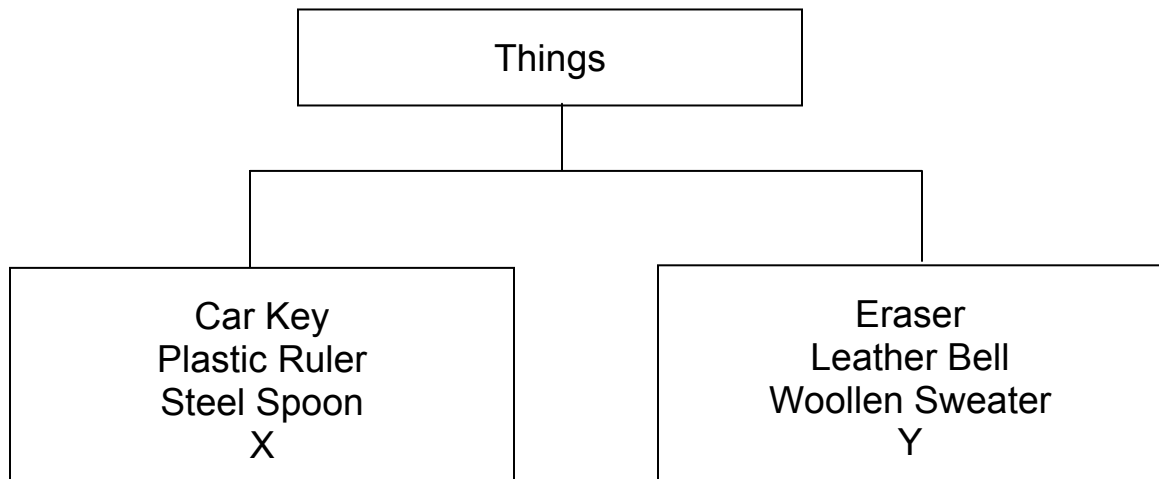 Things
Car Key
Plastic Ruler
Steel Spoon
X
Eraser
Leather Bell
Woollen Sweater
Y